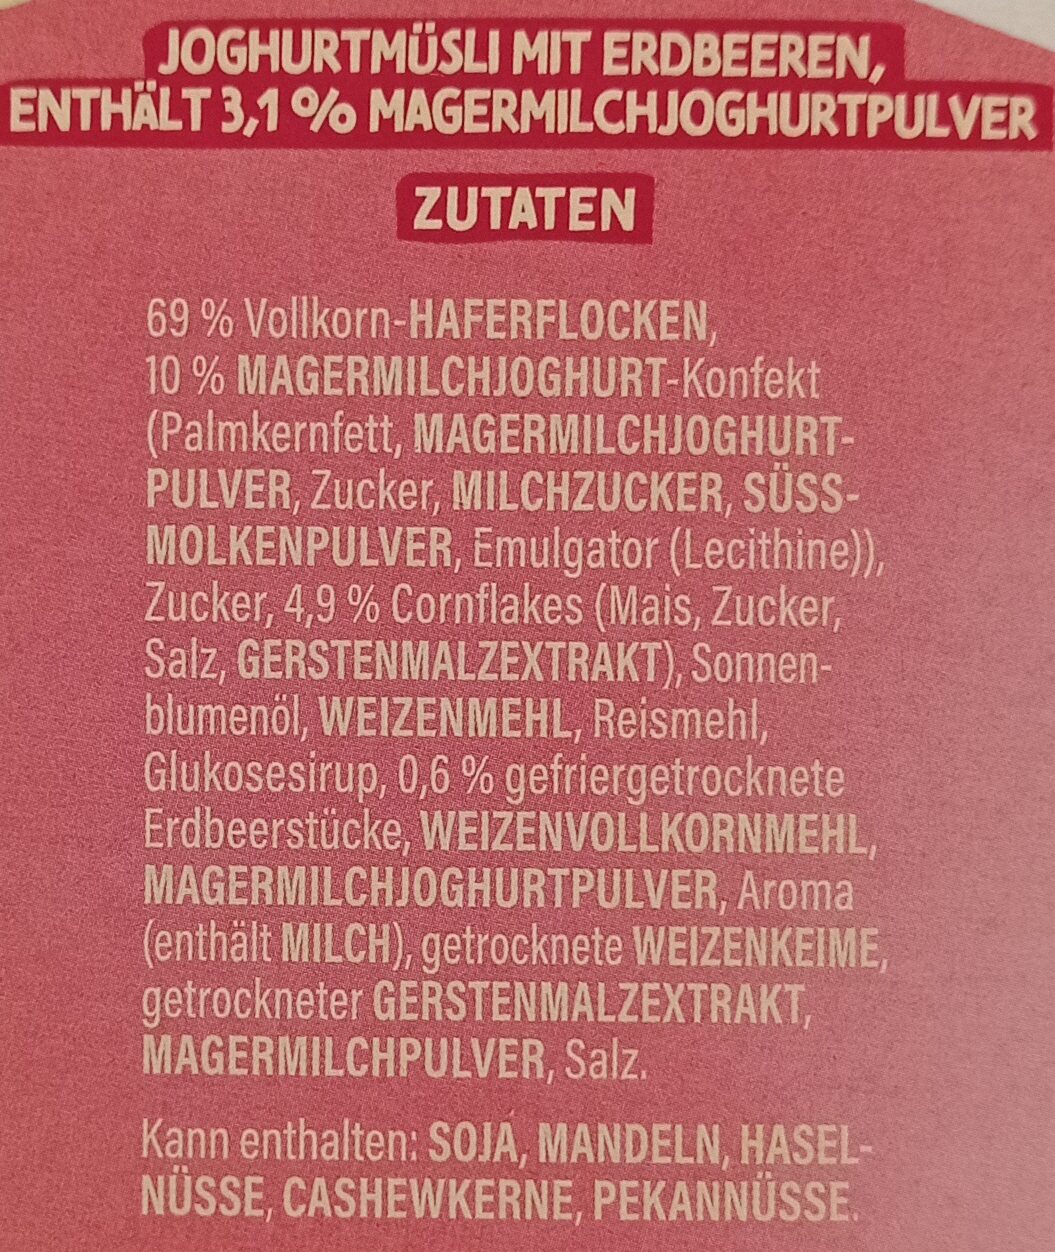 JOGHURTMÜSLI MIT ERDBEEREN,
ENTHÄLT 3,1 % MAGERMILCHJOGHURTPULVER
ZUTATEN
69 % Vollkorn-HAFERFLOCKEN,
10 % MAGERMILCHJOGHURT-Konfekt
(Palmkernfett, MAGERMILCHJOGHURT-
PULVER, Zucker, MILCHZUCKER, SÜSS-
MOLKENPULVER, Emulgator (Lecithine)),
Zucker, 4,9 % Cornflakes (Mais, Zucker,
Salz, GERSTENMALZEXTRAKT), Sonnen-
blumenöl, WEIZENMEHL, Reismehl,
Glukosesirup, 0,6 % gefriergetrocknete
Erdbeerstücke, WEIZENVOLLKORNMEHL,
MAGERMILCHJOGHURTPULVER, Aroma
(enthält MILCH), getrocknete WEIZENKEIME,
getrockneter GERSTENMALZEXTRAKT,
MAGERMILCHPULVER, Salz.
Kann enthalten: SOJA, MANDELN, HASEL-
NÜSSE, CASHEWKERNE, PEKANNÜSSE.